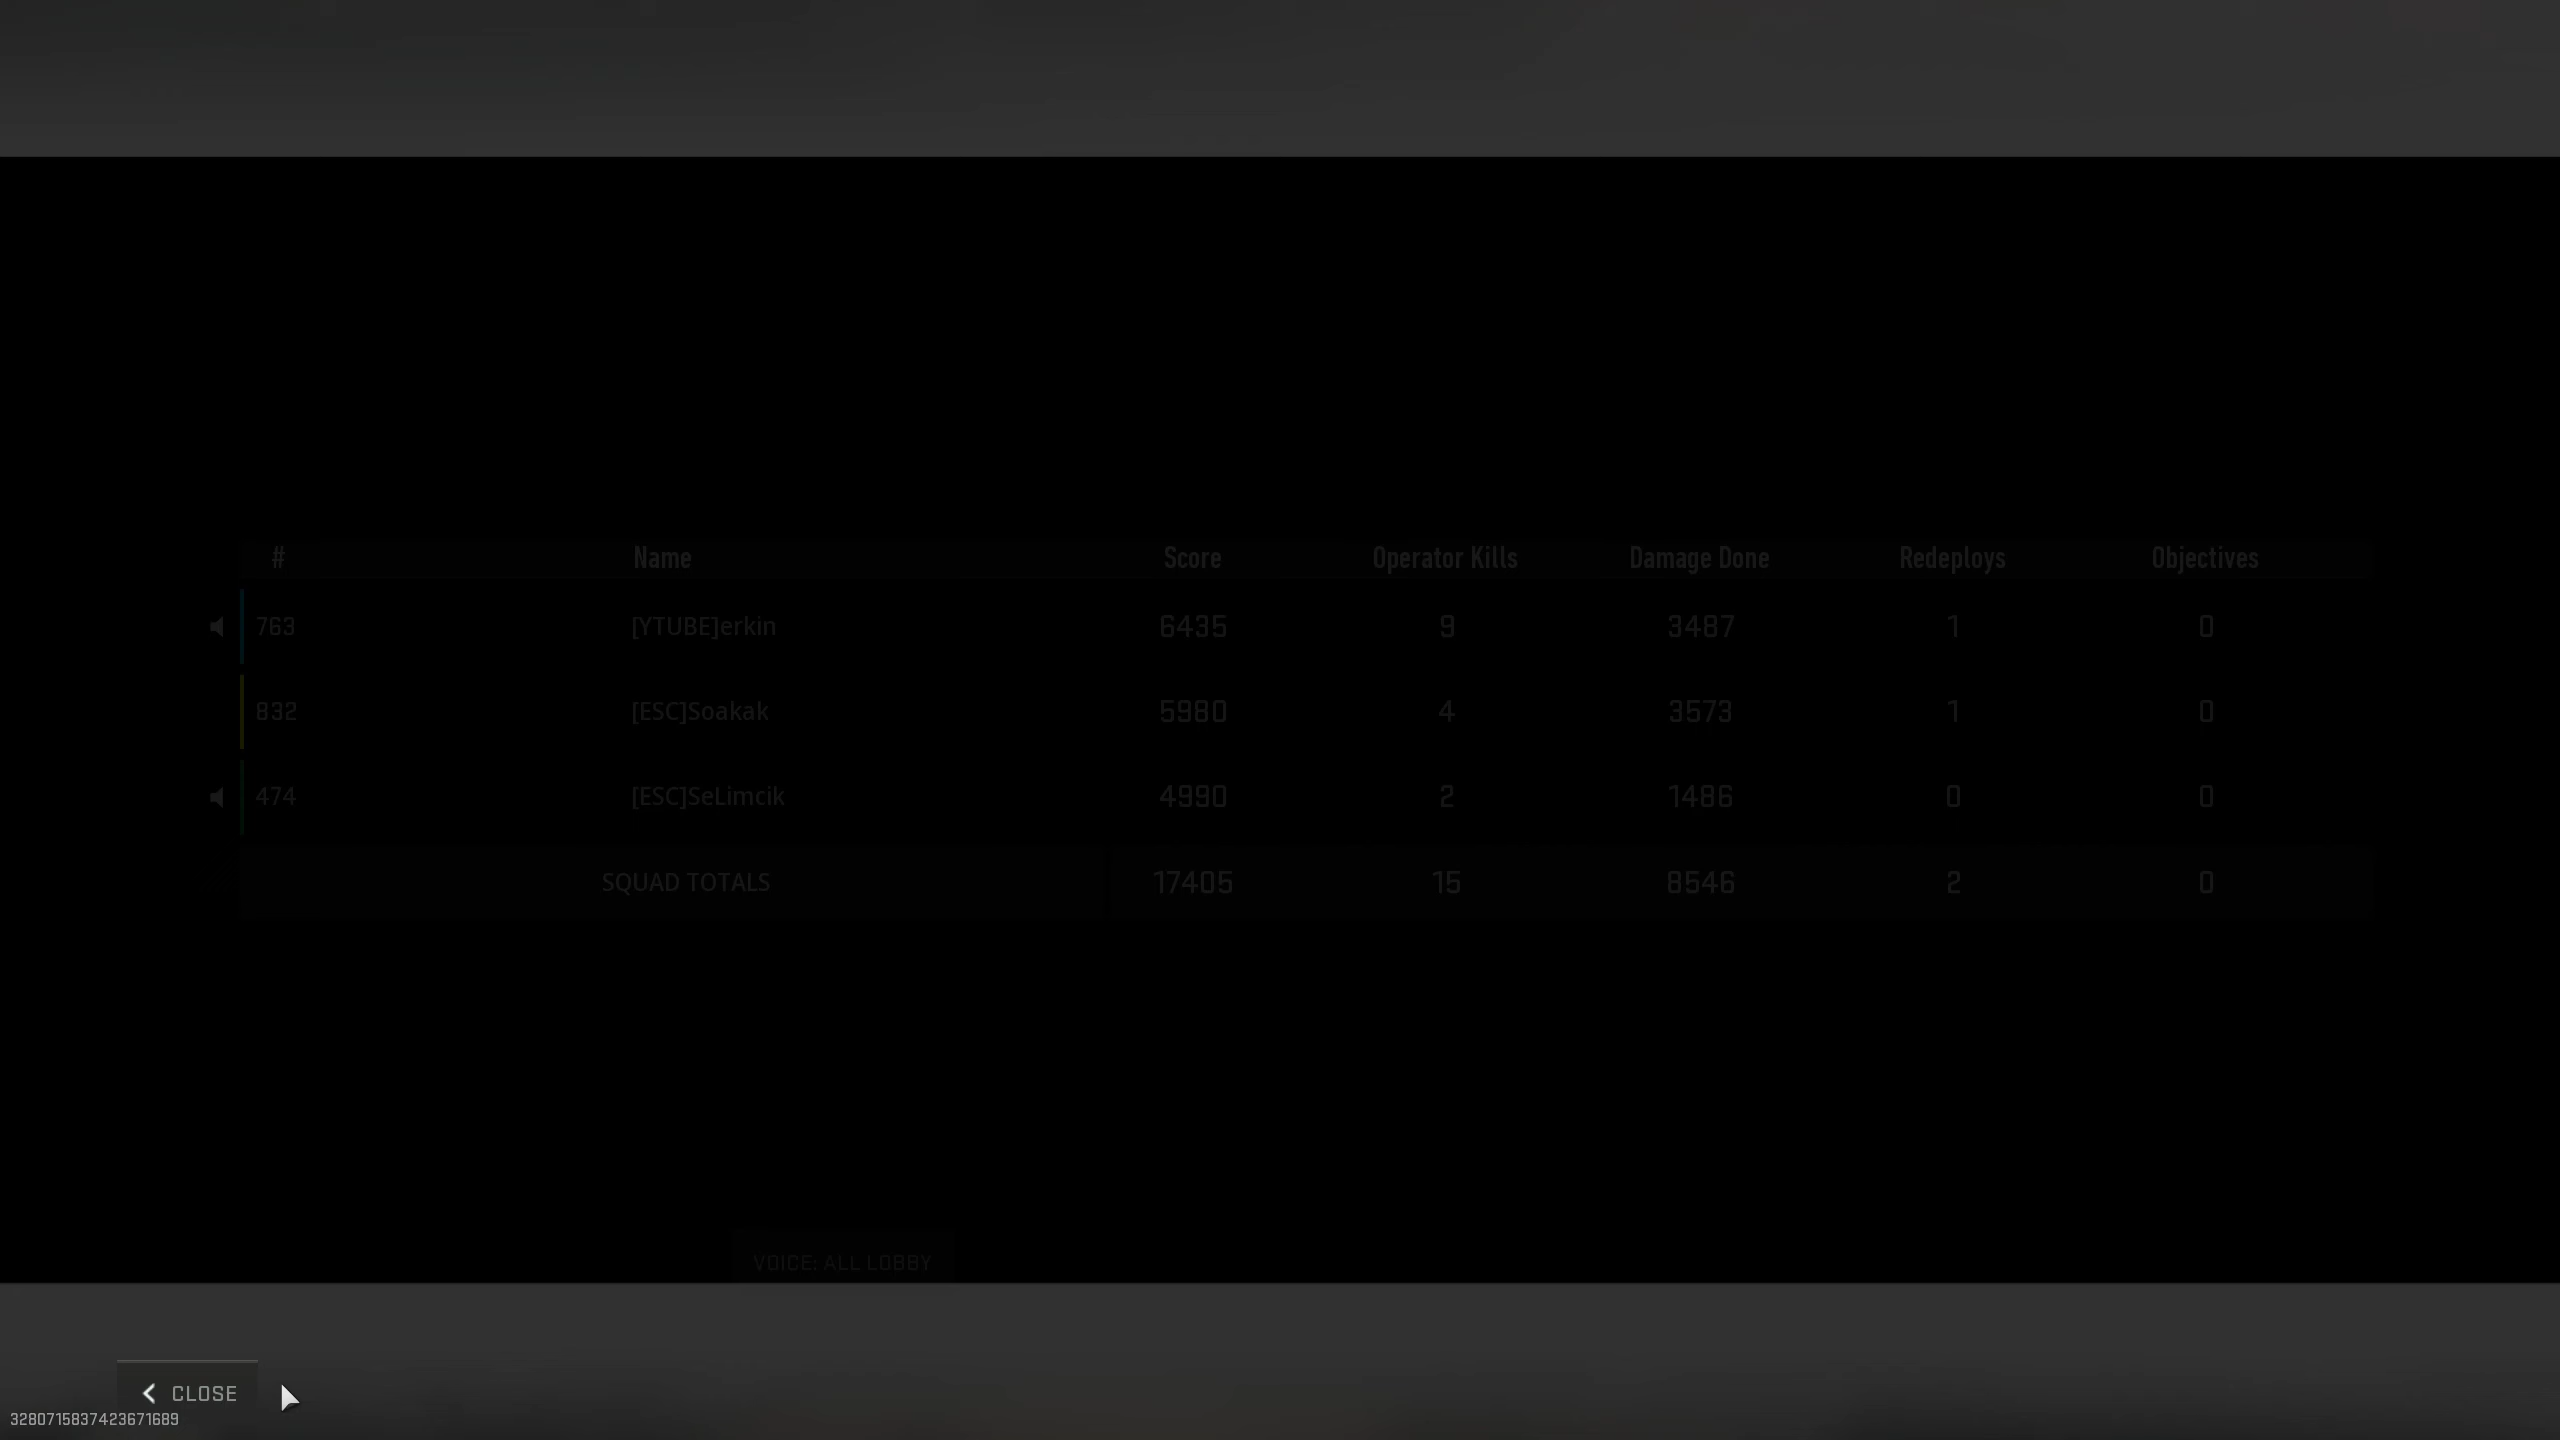 # Name Score Operator Kills Damage Done Redeploys Objectives
763 [YTUBE]erkin 6435 9 3487 1 0
832 [ESC]Soakak 5980 4 3573 1 0
474 [ESC]SeLimcik 4990 2 1486 0 0
SQUAD TOTALS 17405 15 8546 2 0
VOICE: ALL LOBBY
CLOSE
3280715837423671689